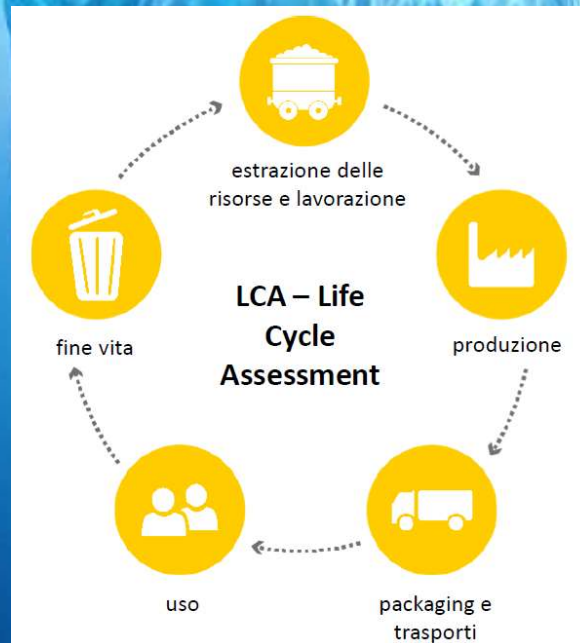 estrazione delle
risorse e lavorazione
produzione
packaging e
trasporti
uso
fine vita
LCA – Life
Cycle
Assessment